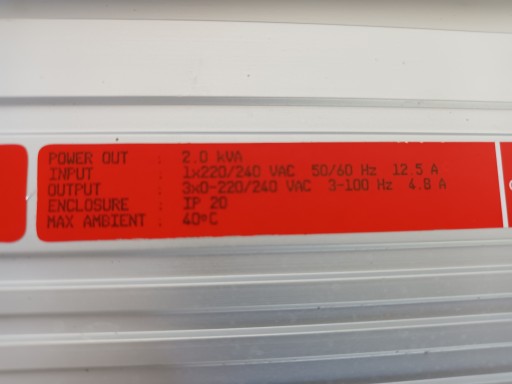 POWER OUT : 2.0 kVA
INPUT : 1x220/240 VAC 50/60 Hz 12.5 A
OUTPUT : 3x0-220/240 VAC 3-100 Hz 4.8 A
ENCLOSURE : IP 20
MAX AMBIENT : 40°C